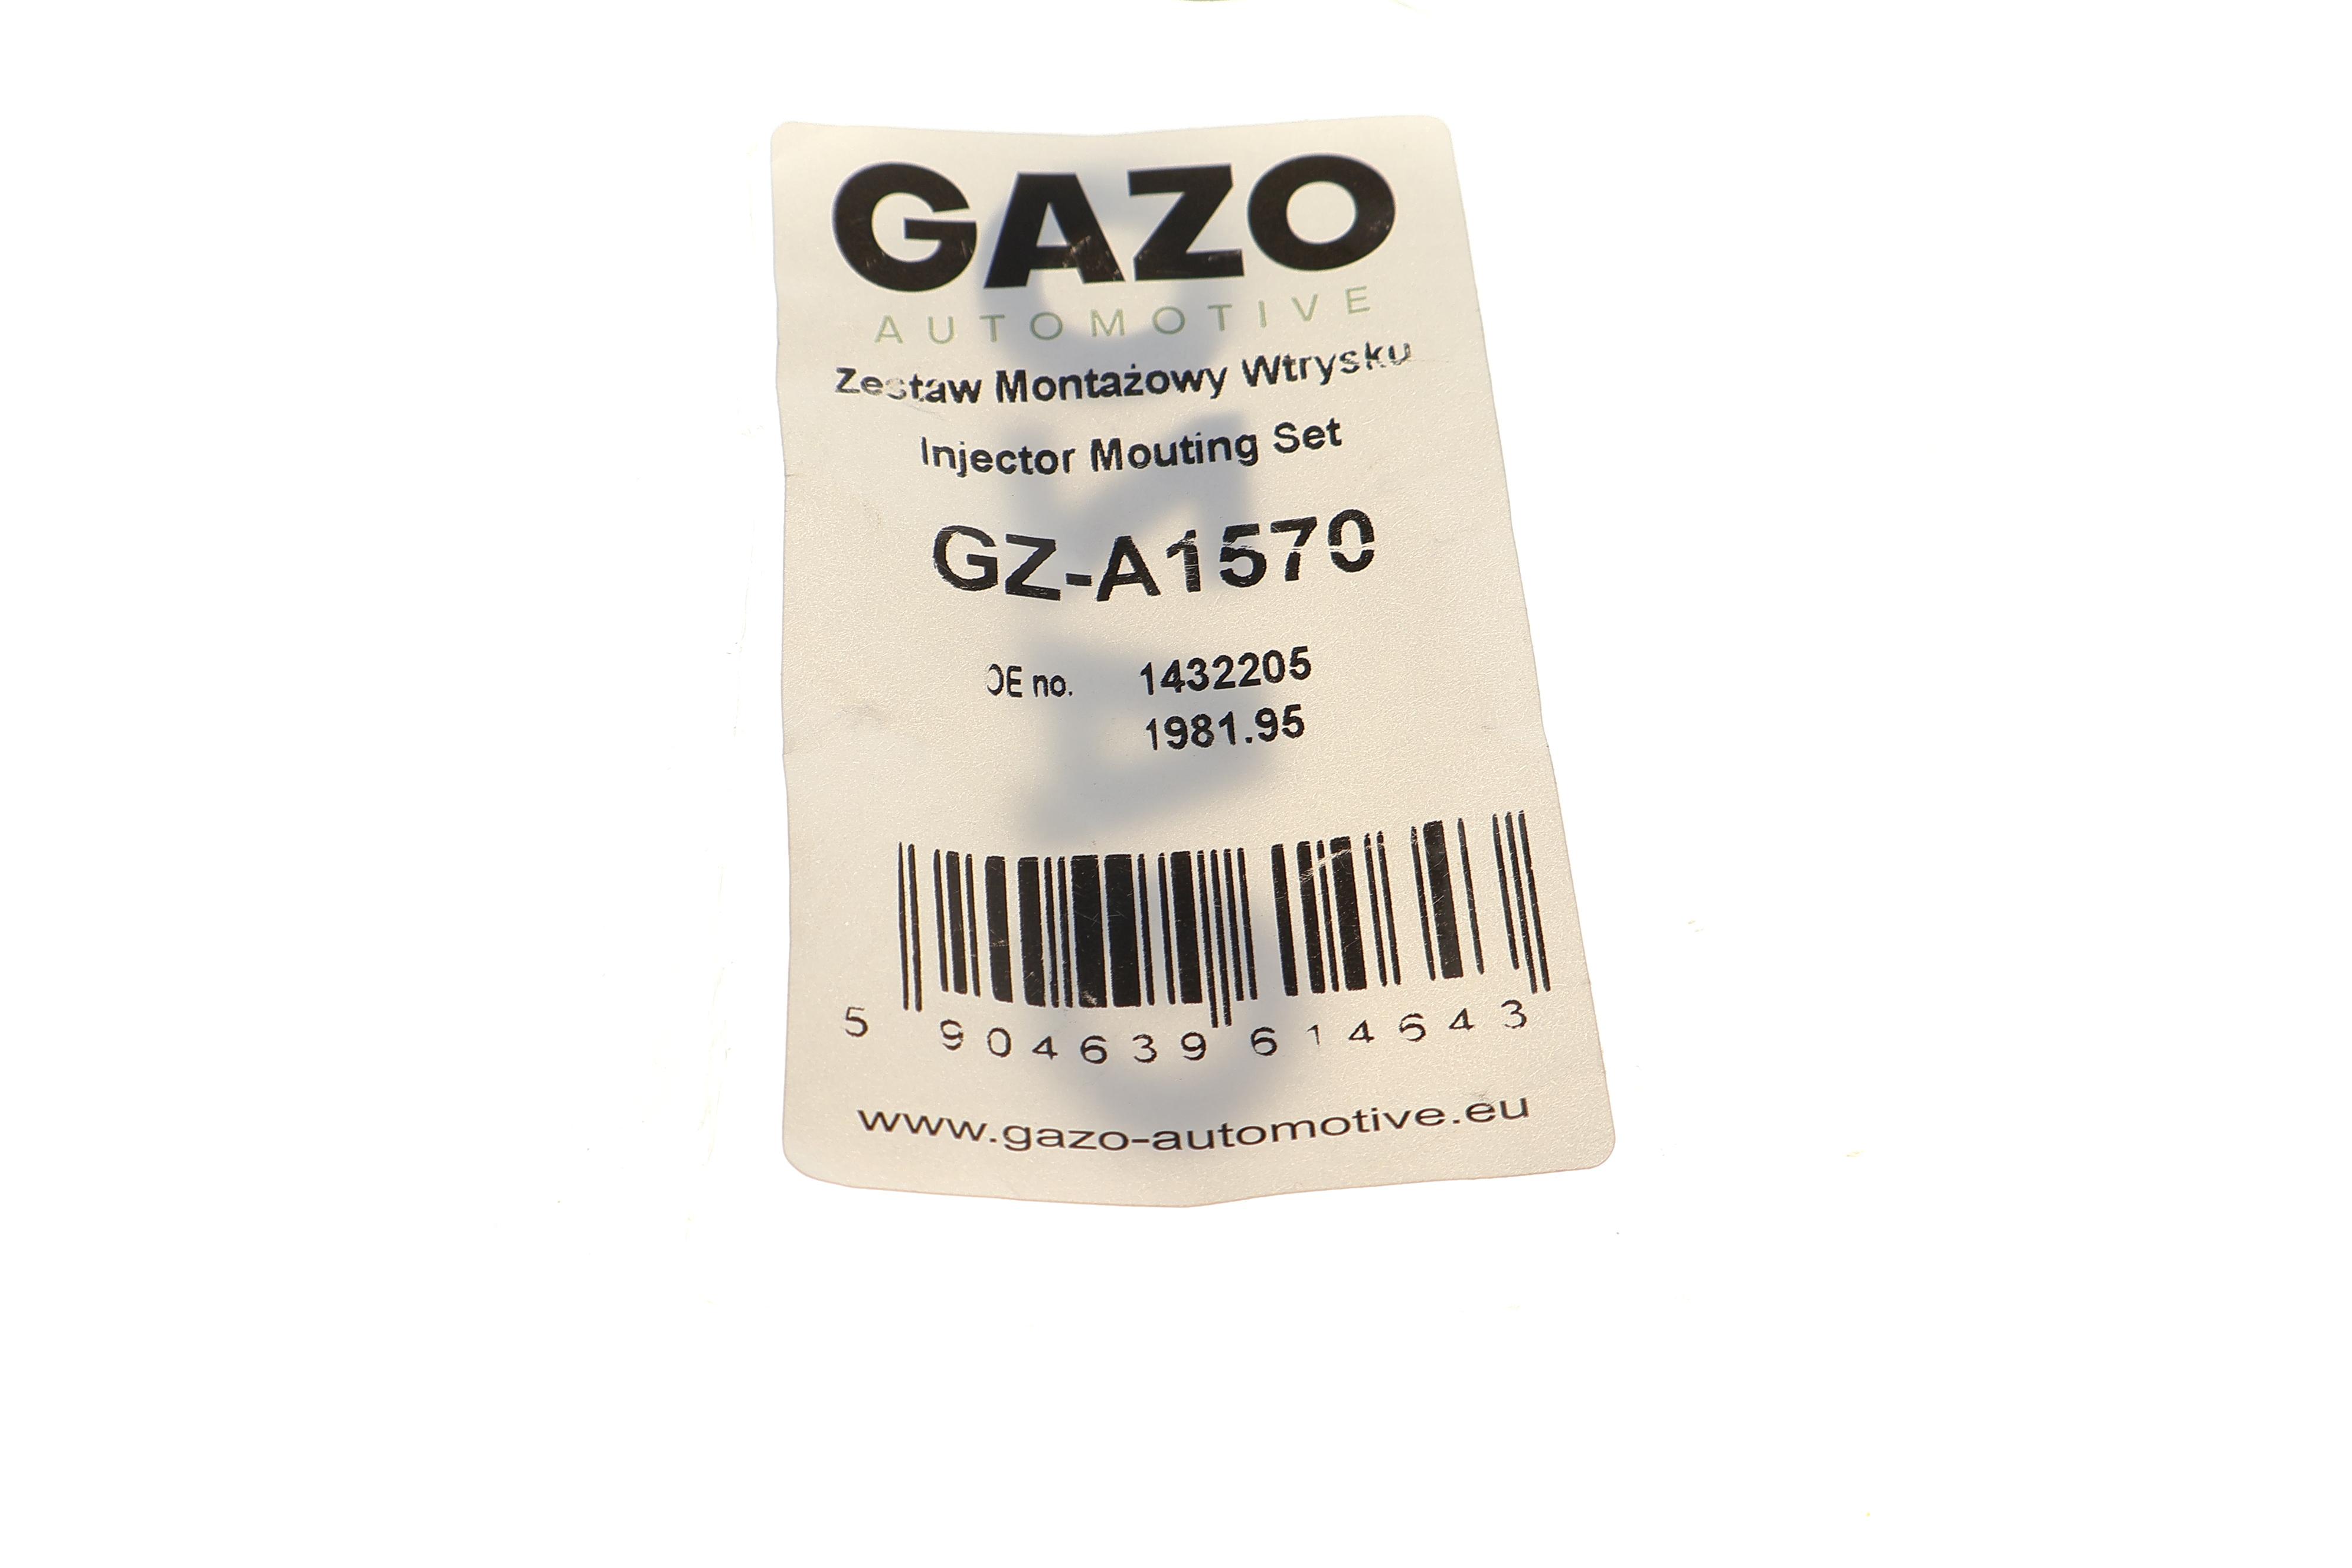 GAZO
AUTOMOTIVE
Zestaw Montażowy Wtrysku
Injector Mouting Set
GZ-A1570
OE no. 1432205
1981.95
5 904639 614643
www.gazo-automotive.eu